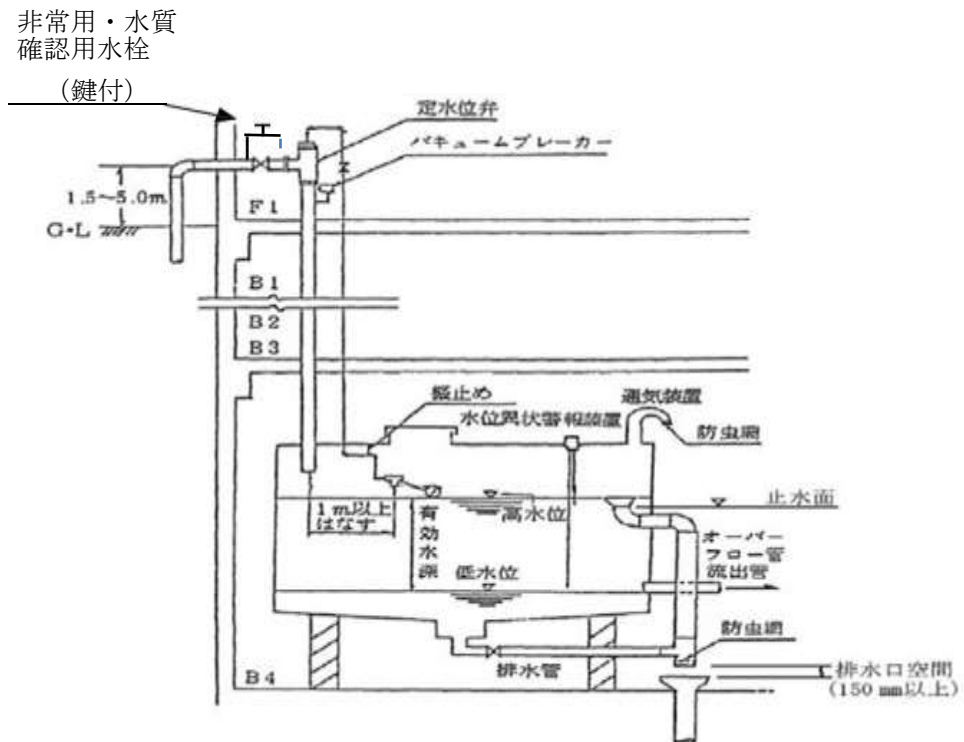 非常用・水質
確認用水栓
（鍵付）
定水位弁
バキュームブレーカー
1.5～5.0m
F1
G・L
B1
B2
B3
振止め
通気装置
水位異状警報装置
防虫網
1m以上
はなす
有効水深
高水位
止水面
オーバー
フロー管
低水位
流出管
防虫網
排水管
排水口空間
(150 mm以上)
B4